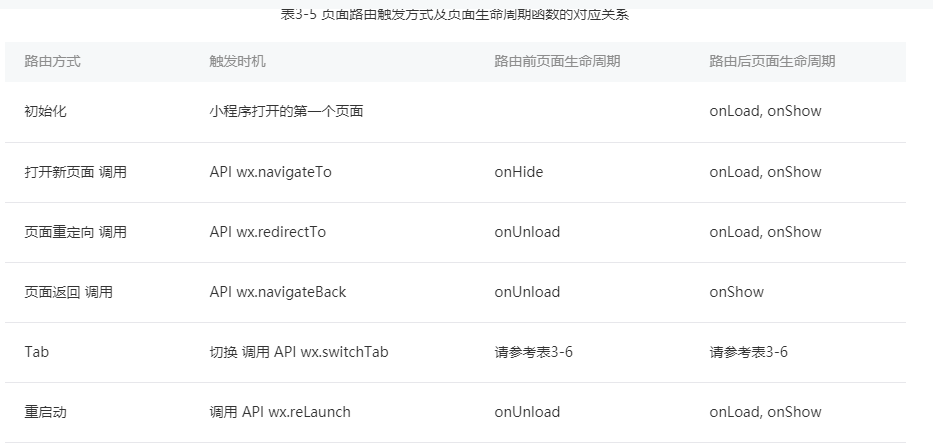 表3-5 页面路由触发方式及页面生命周期函数的对应关系
路由方式 触发时机 路由前页面生命周期 路由后页面生命周期
初始化 小程序打开的第一个页面 onLoad, onShow
打开新页面 调用 API wx.navigateTo onHide onLoad, onShow
页面重定向 调用 API wx.redirectTo onUnload onLoad, onShow
页面返回 调用 API wx.navigateBack onUnload onShow
Tab 切换 调用 API wx.switchTab 请参考表3-6 请参考表3-6
重启动 调用 API wx.reLaunch onUnload onLoad, onShow